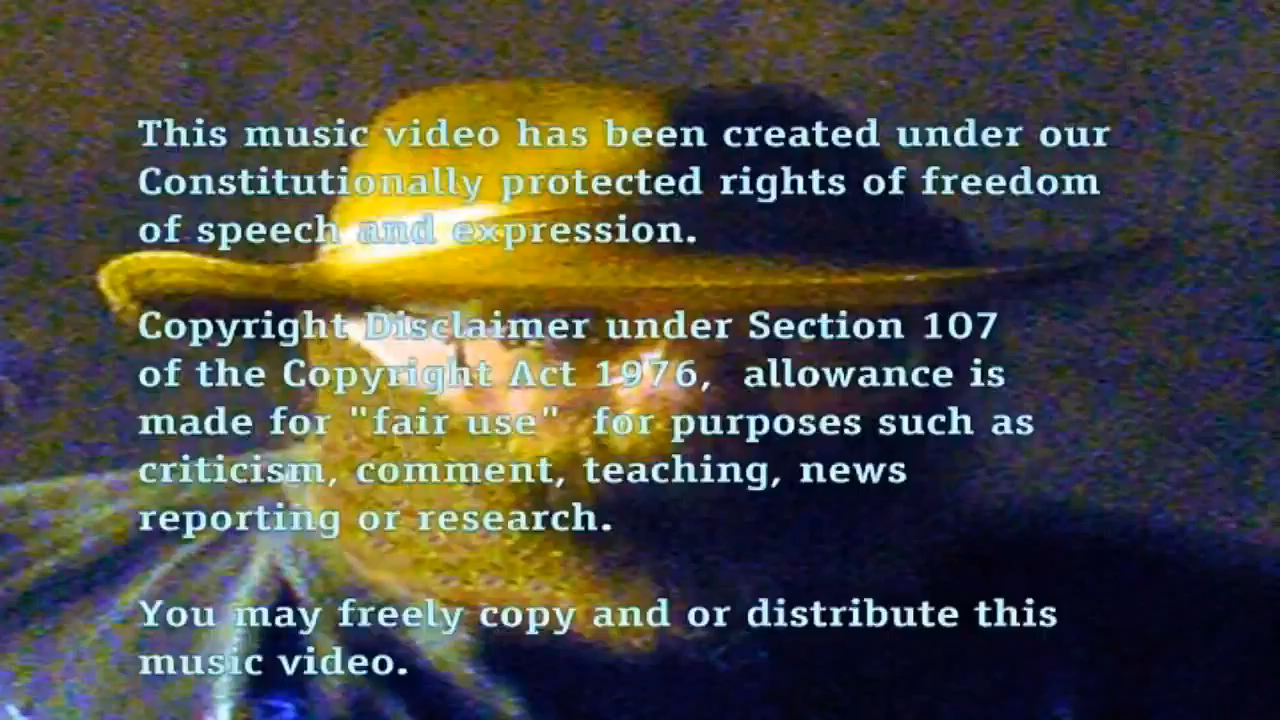 This music video has been created under our
Constitutionally protected rights of freedom
of speech and expression.
Copyright Disclaimer under Section 107
of the Copyright Act 1976, allowance is
made for "fair use" for purposes such as
criticism, comment, teaching, news
reporting or research.
You may freely copy and or distribute this
music video.